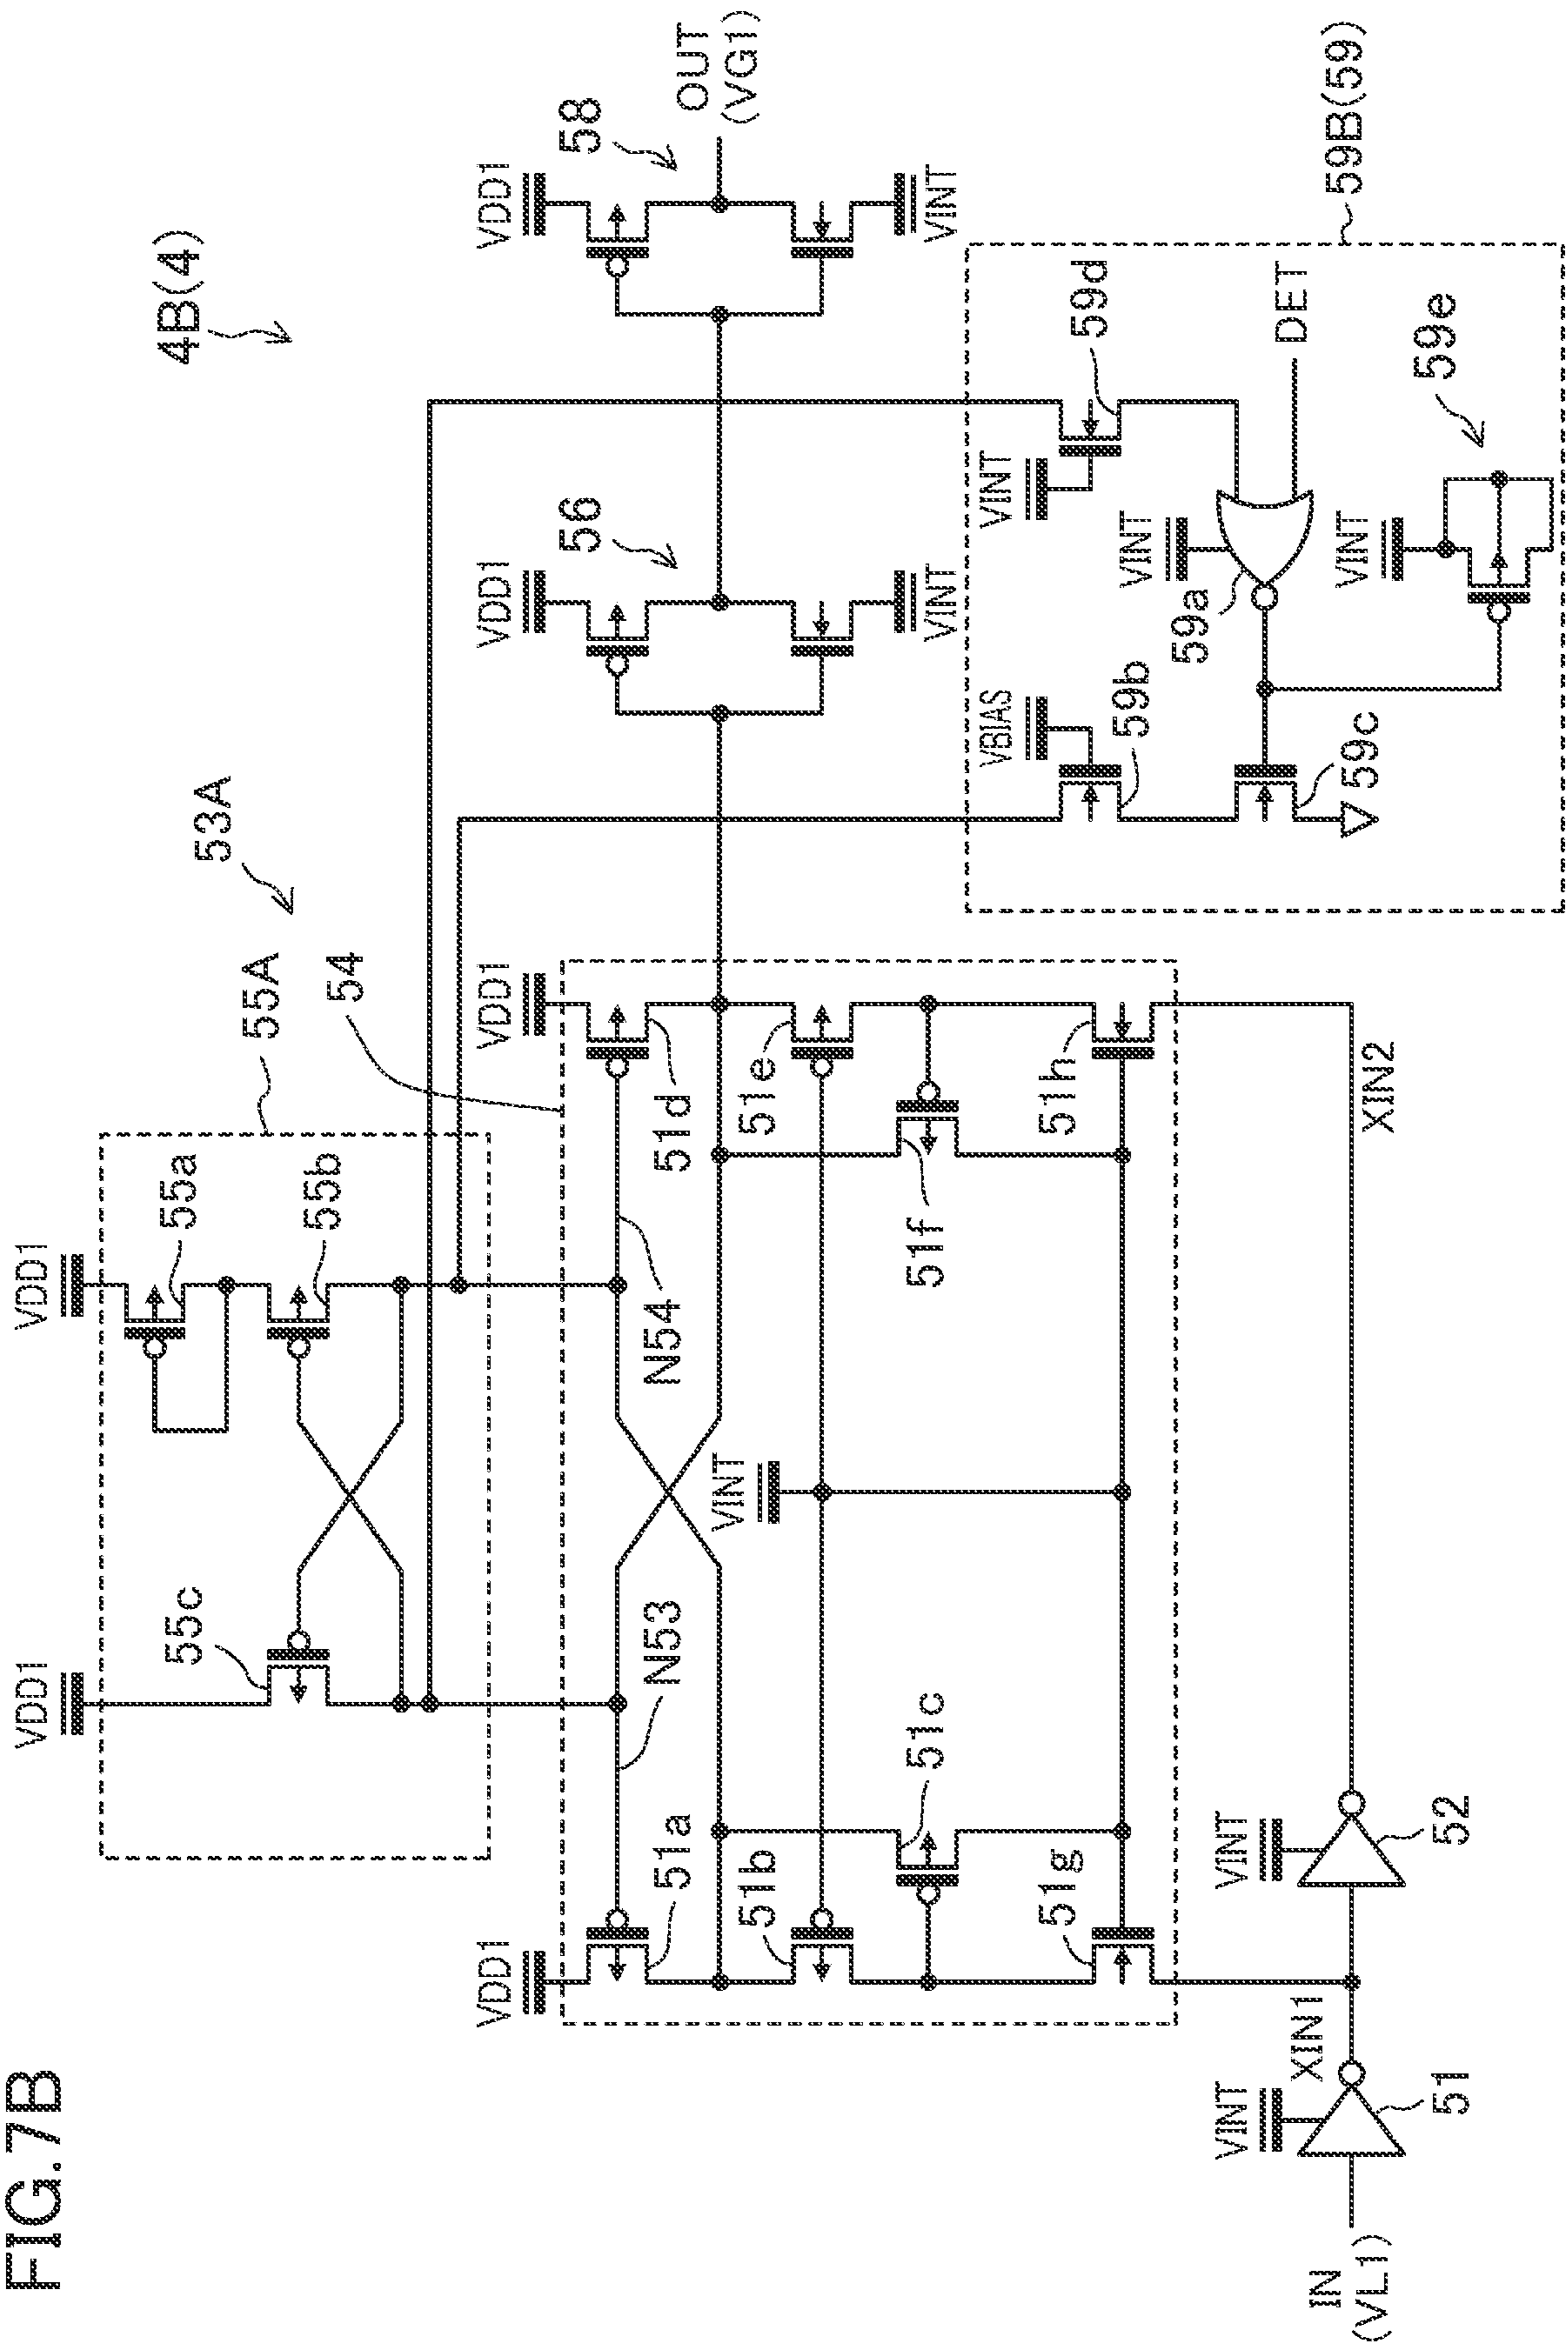 FIG. 7B
4B(4)
53A
55A
54
VDD1
VDD1
55c
55a
55b
VDD1
VDD1
VDD1
VDD1
58
56
OUT
(VG1)
N53
N54
51a
51d
51b
51e
51c
51f
51g
51h
VINT
VINT
VINT
59B(59)
VBIAS
59b
VINT
59d
VINT
59a
DET
59c
VINT
59e
IN
(VL1)
VINT
51
XIN1
VINT
52
XIN2